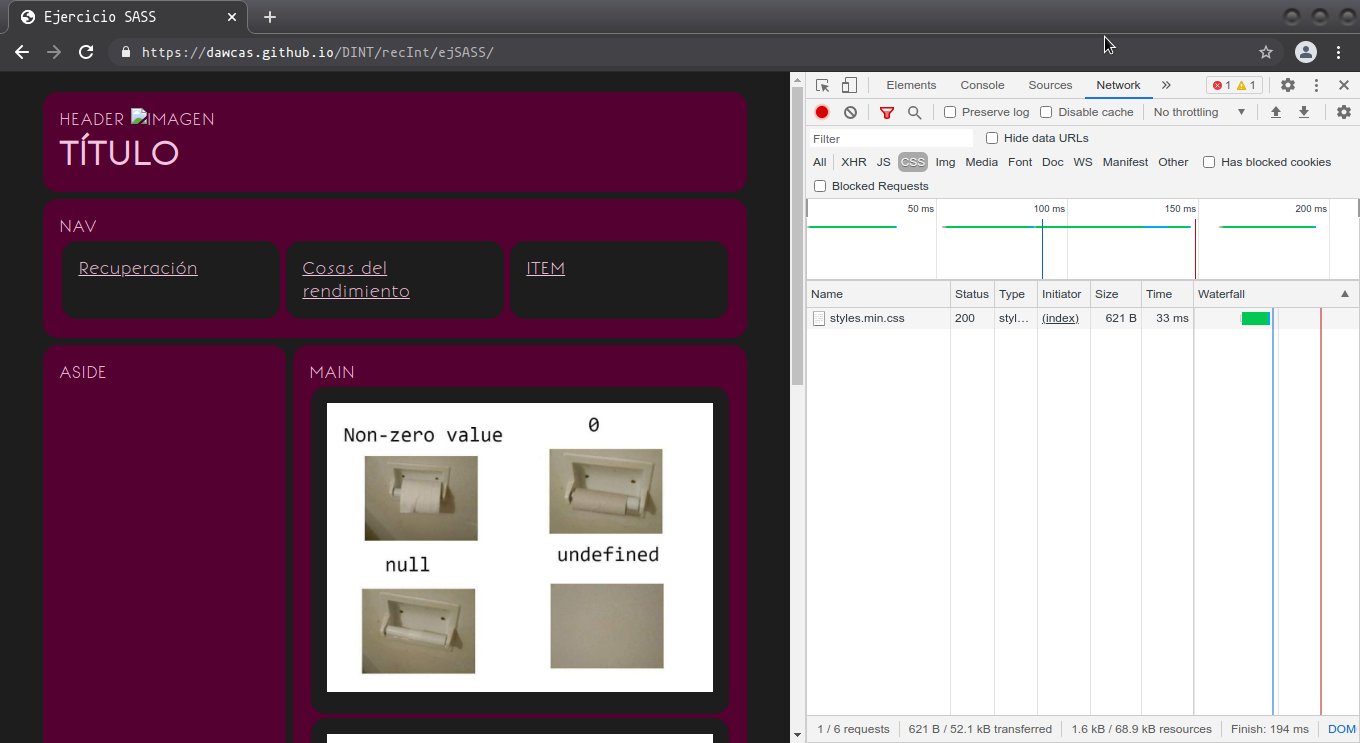 Ejercicio SASS
https://dawcas.github.io/DINT/recInt/ejSASS/
HEADER IMAGEN
TÍTULO
NAV
Recuperación
Cosas del
rendimiento
ITEM
ASIDE
MAIN
Non-zero value
0
null
undefined
Elements Console Sources Network » 1 1
Preserve log Disable cache No throttling
Filter Hide data URLs
All XHR JS CSS Img Media Font Doc WS Manifest Other Has blocked cookies
Blocked Requests
50 ms 100 ms 150 ms 200 ms
Name Status Type Initiator Size Time Waterfall
styles.min.css 200 styl… (index) 621 B 33 ms
1 / 6 requests 621 B / 52.1 kB transferred 1.6 kB / 68.9 kB resources Finish: 194 ms DOM